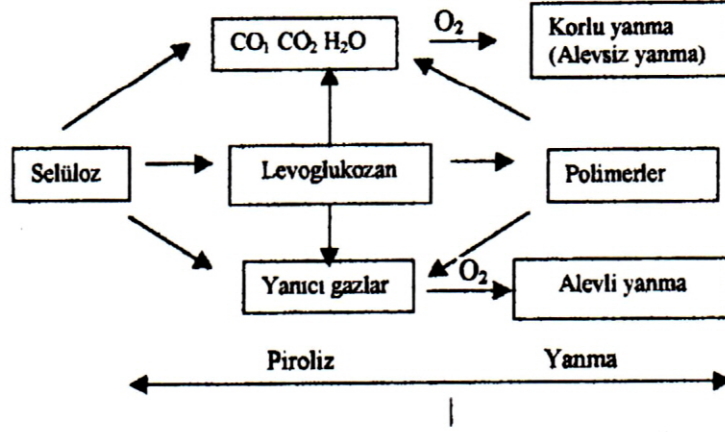 CO₁ CO₂ H₂O
O₂
Korlu yanma
(Alevsiz yanma)
Selüloz
Levoglukozan
Polimerler
Yanıcı gazlar
O₂
Alevli yanma
Piroliz
Yanma